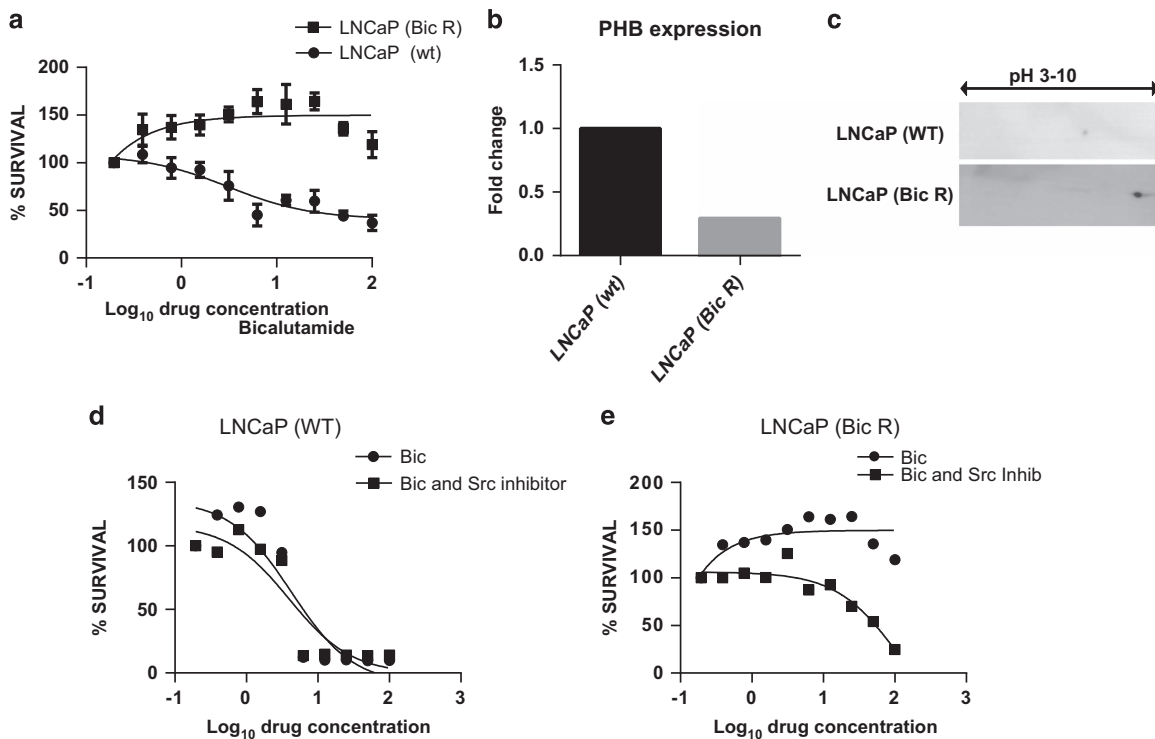 a
LNCaP (Bic R)
LNCaP (wt)
% SURVIVAL
200
150
100
50
0
-1
0
1
2
Log10 drug concentration
Bicalutamide
b
PHB expression
Fold change
1.5
1.0
0.5
0.0
LNCaP (wt)
LNCaP (Bic R)
c
pH 3-10
LNCaP (WT)
LNCaP (Bic R)
d
LNCaP (WT)
Bic
Bic and Src inhibitor
% SURVIVAL
150
100
50
0
-1
0
1
2
3
Log10 drug concentration
e
LNCaP (Bic R)
Bic
Bic and Src Inhib
% SURVIVAL
200
150
100
50
0
-1
0
1
2
3
Log10 drug concentration